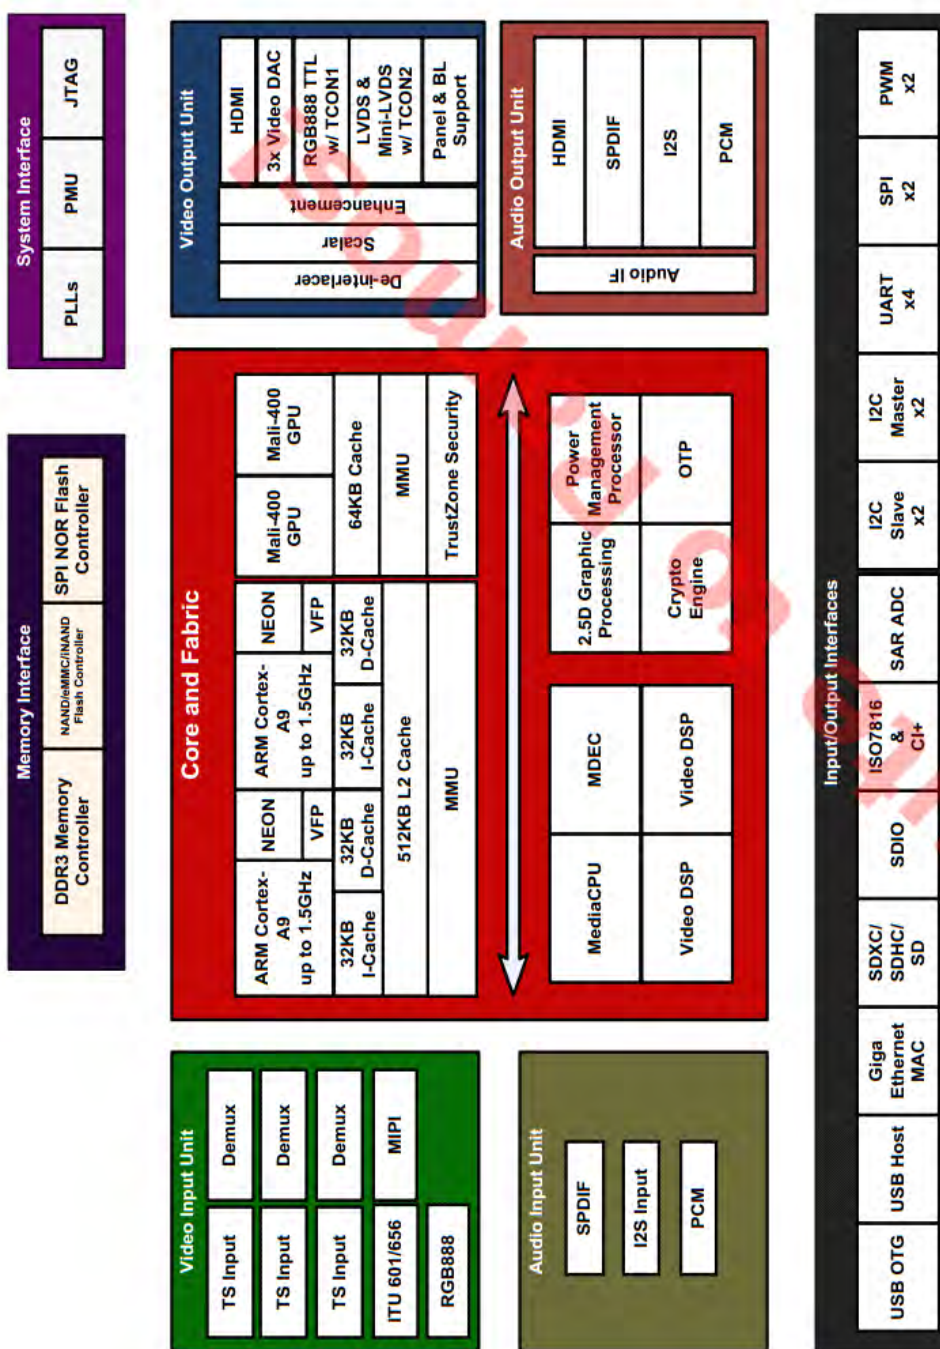 Memory Interface
DDR3 Memory
Controller
NAND/eMMC/iNAND
Flash Controller
SPI NOR Flash
Controller
System Interface
PLLs
PMU
JTAG
Video Input Unit
TS Input
Demux
TS Input
Demux
TS Input
Demux
ITU 601/656
MIPI
RGB888
Audio Input Unit
SPDIF
I2S Input
PCM
Core and Fabric
ARM Cortex-
A9
up to 1.5GHz
NEON
VFP
ARM Cortex-
A9
up to 1.5GHz
NEON
VFP
32KB
I-Cache
32KB
D-Cache
32KB
I-Cache
32KB
D-Cache
512KB L2 Cache
MMU
Mali-400
GPU
Mali-400
GPU
64KB Cache
MMU
TrustZone Security
MediaCPU
MDEC
Video DSP
Video DSP
2.5D Graphic
Processing
Power
Management
Processor
Crypto
Engine
OTP
Video Output Unit
De-interlacer
Scalar
Enhancement
HDMI
3x Video DAC
RGB888 TTL
w/ TCON1
LVDS &
Mini-LVDS
w/ TCON2
Panel & BL
Support
Audio Output Unit
Audio IF
HDMI
SPDIF
I2S
PCM
Input/Output Interfaces
USB OTG
USB Host
Giga
Ethernet
MAC
SDXC/
SDHC/
SD
SDIO
ISO7816
&
CI+
SAR ADC
I2C
Slave
x2
I2C
Master
x2
UART
x4
SPI
x2
PWM
x2